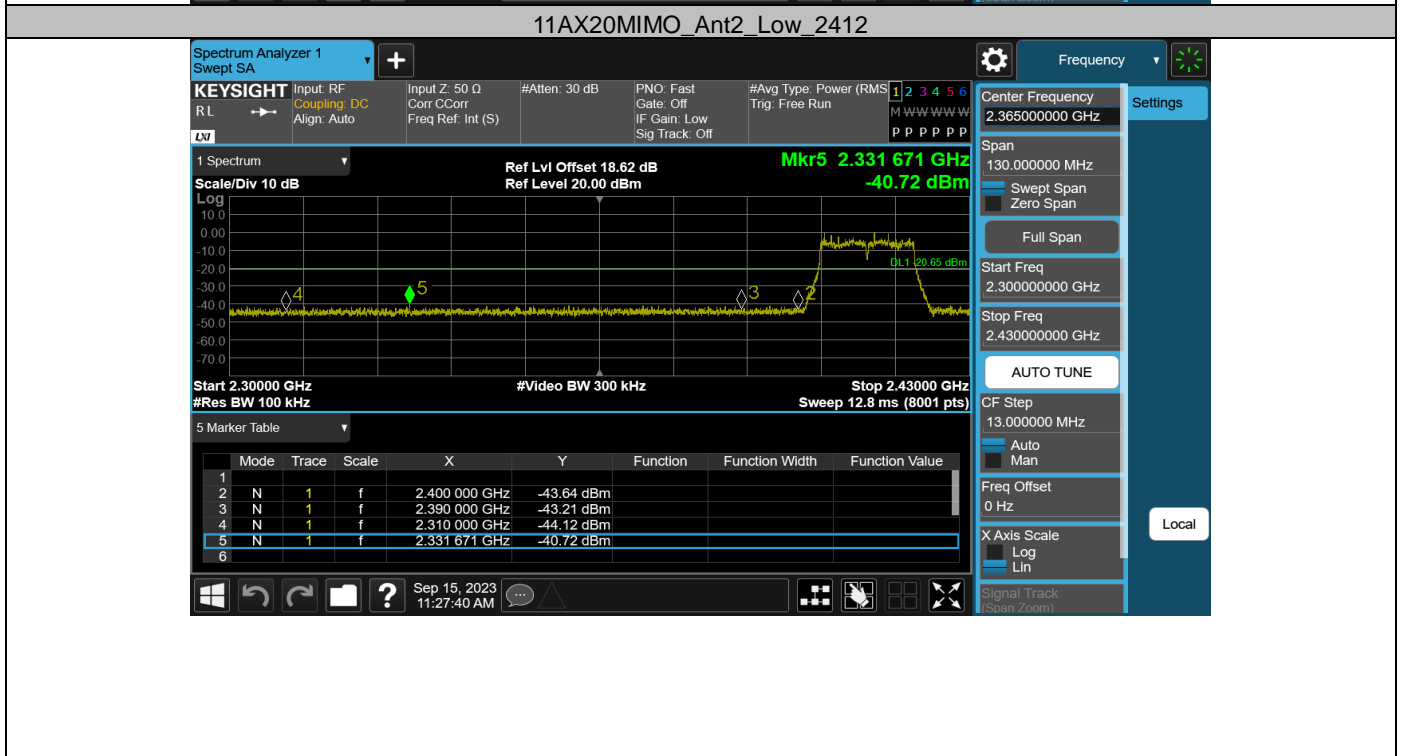 (Span Zoom)
11AX20MIMO_Ant2_Low_2412
Spectrum Analyzer 1
Swept SA
+
Frequency
KEYSIGHT
RL
LXI
Input: RF
Coupling: DC
Align: Auto
Input Z: 50 Ω
Corr CCorr
Freq Ref: Int (S)
#Atten: 30 dB
PNO: Fast
Gate: Off
IF Gain: Low
Sig Track: Off
#Avg Type: Power (RMS
Trig: Free Run
1 2 3 4 5 6
M W W W W W
P P P P P P
1 Spectrum
Scale/Div 10 dB
Ref Lvl Offset 18.62 dB
Ref Level 20.00 dBm
Mkr5 2.331 671 GHz
-40.72 dBm
Log
10.0
0.00
-10.0
-20.0
-30.0
-40.0
-50.0
-60.0
-70.0
4
5
3
2
DL1 -20.65 dBm
Start 2.30000 GHz
#Video BW 300 kHz
Stop 2.43000 GHz
#Res BW 100 kHz
Sweep 12.8 ms (8001 pts)
5 Marker Table
Mode Trace Scale X Y Function Function Width Function Value
1
2 N 1 f 2.400 000 GHz -43.64 dBm
3 N 1 f 2.390 000 GHz -43.21 dBm
4 N 1 f 2.310 000 GHz -44.12 dBm
5 N 1 f 2.331 671 GHz -40.72 dBm
6
?
Sep 15, 2023
11:27:40 AM
Center Frequency
2.365000000 GHz
Settings
Span
130.000000 MHz
Swept Span
Zero Span
Full Span
Start Freq
2.300000000 GHz
Stop Freq
2.430000000 GHz
AUTO TUNE
CF Step
13.000000 MHz
Auto
Man
Freq Offset
0 Hz
Local
X Axis Scale
Log
Lin
Signal Track
(Span Zoom)